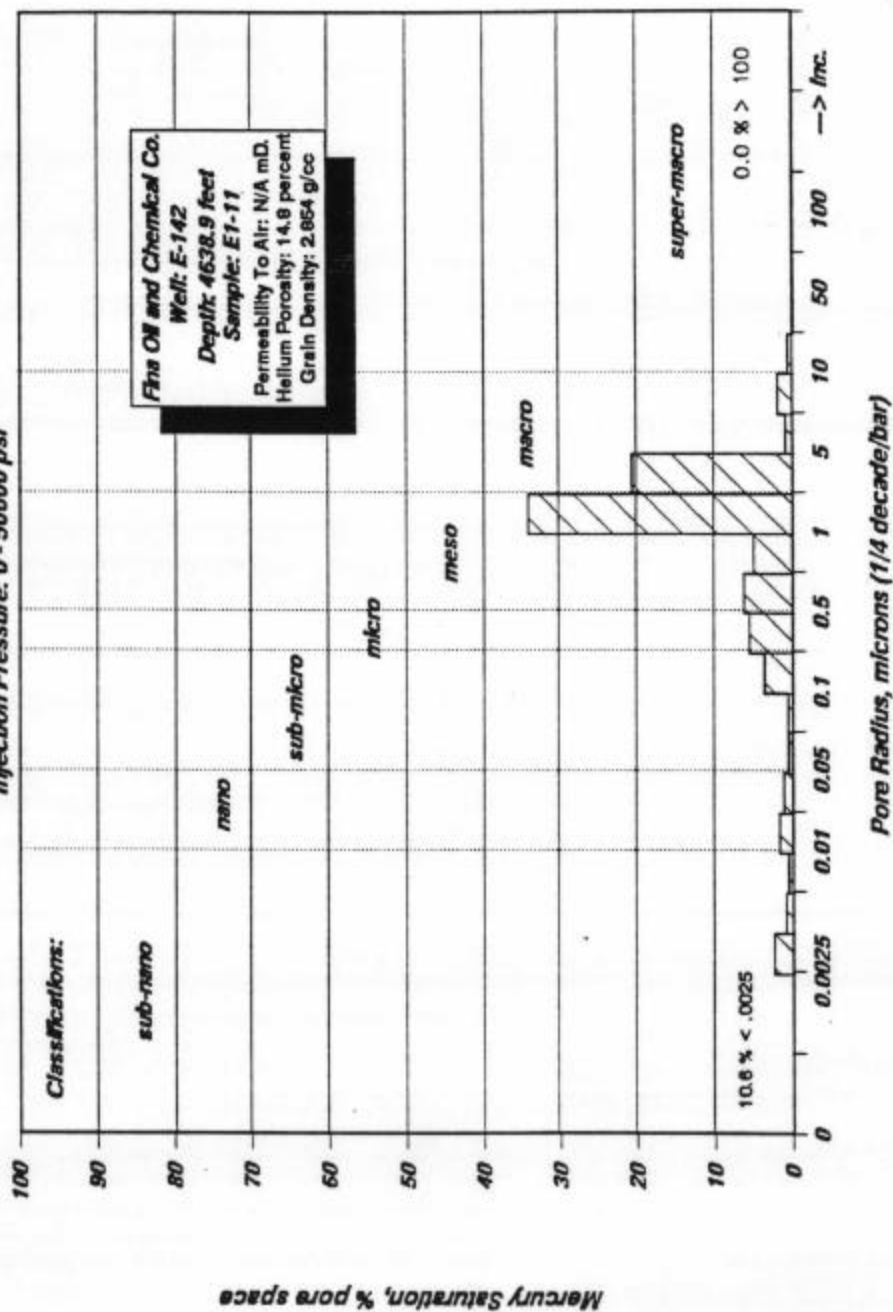 Injection Pressure: 0 - 50000 psi
Classifications:
sub-nano
nano
sub-micro
micro
meso
macro
super-macro
Fina Oil and Chemical Co.
Well: E-142
Depth: 4638.9 feet
Sample: E1-11
Permeability To Air: N/A mD.
Helium Porosity: 14.8 percent
Grain Density: 2.854 g/cc
10.6 % < .0025
0.0 % > 100
Mercury Saturation, % pore space
100
90
80
70
60
50
40
30
20
10
0
0 0.0025 0.01 0.05 0.1 0.5 1 5 10 50 100 —> Inc.
Pore Radius, microns (1/4 decade/bar)